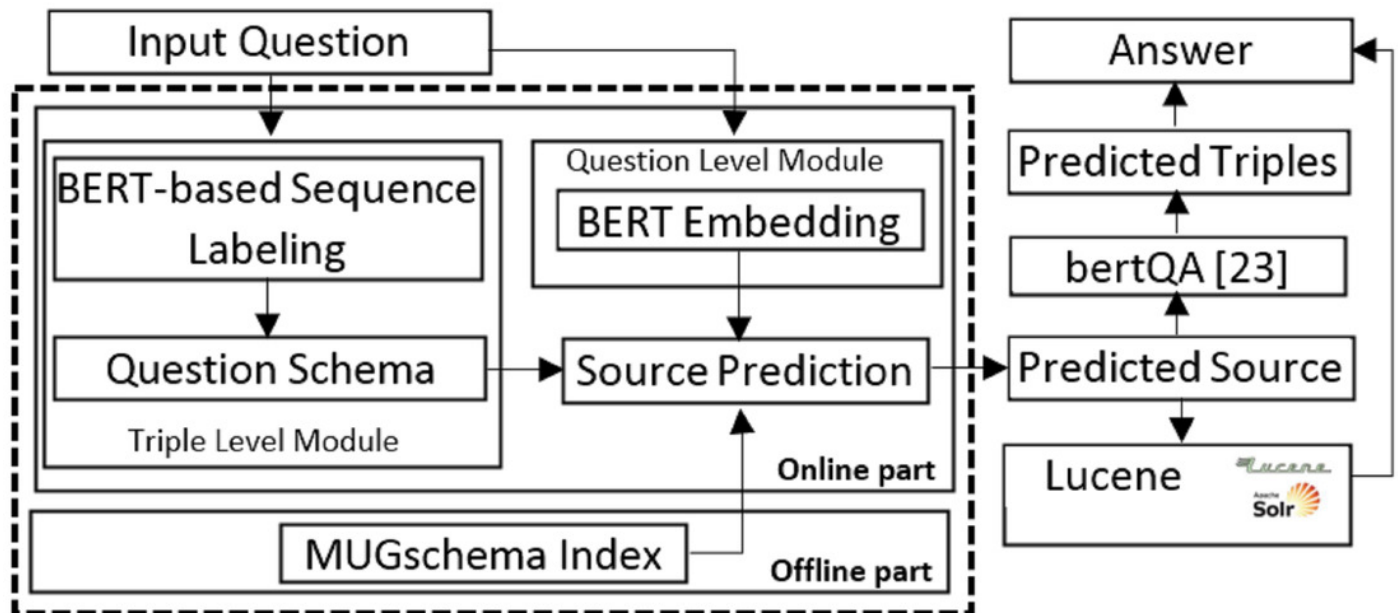 Input Question
BERT-based Sequence
Labeling
Question Schema
Triple Level Module
Question Level Module
BERT Embedding
Source Prediction
Online part
MUGschema Index
Offline part
Answer
Predicted Triples
bertQA [23]
Predicted Source
Lucene
Lucene
Apache
Solr